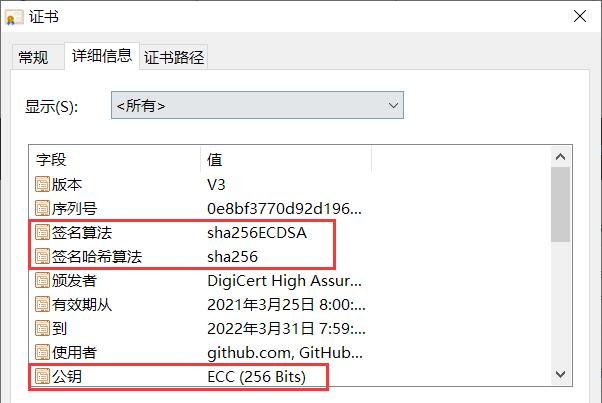 证书
常规 详细信息 证书路径
显示(S): <所有>
字段 值
版本 V3
序列号 0e8bf3770d92d196...
签名算法 sha256ECDSA
签名哈希算法 sha256
颁发者 DigiCert High Assur...
有效期从 2021年3月25日 8:00:...
到 2022年3月31日 7:59:...
使用者 github.com, GitHub...
公钥 ECC (256 Bits)